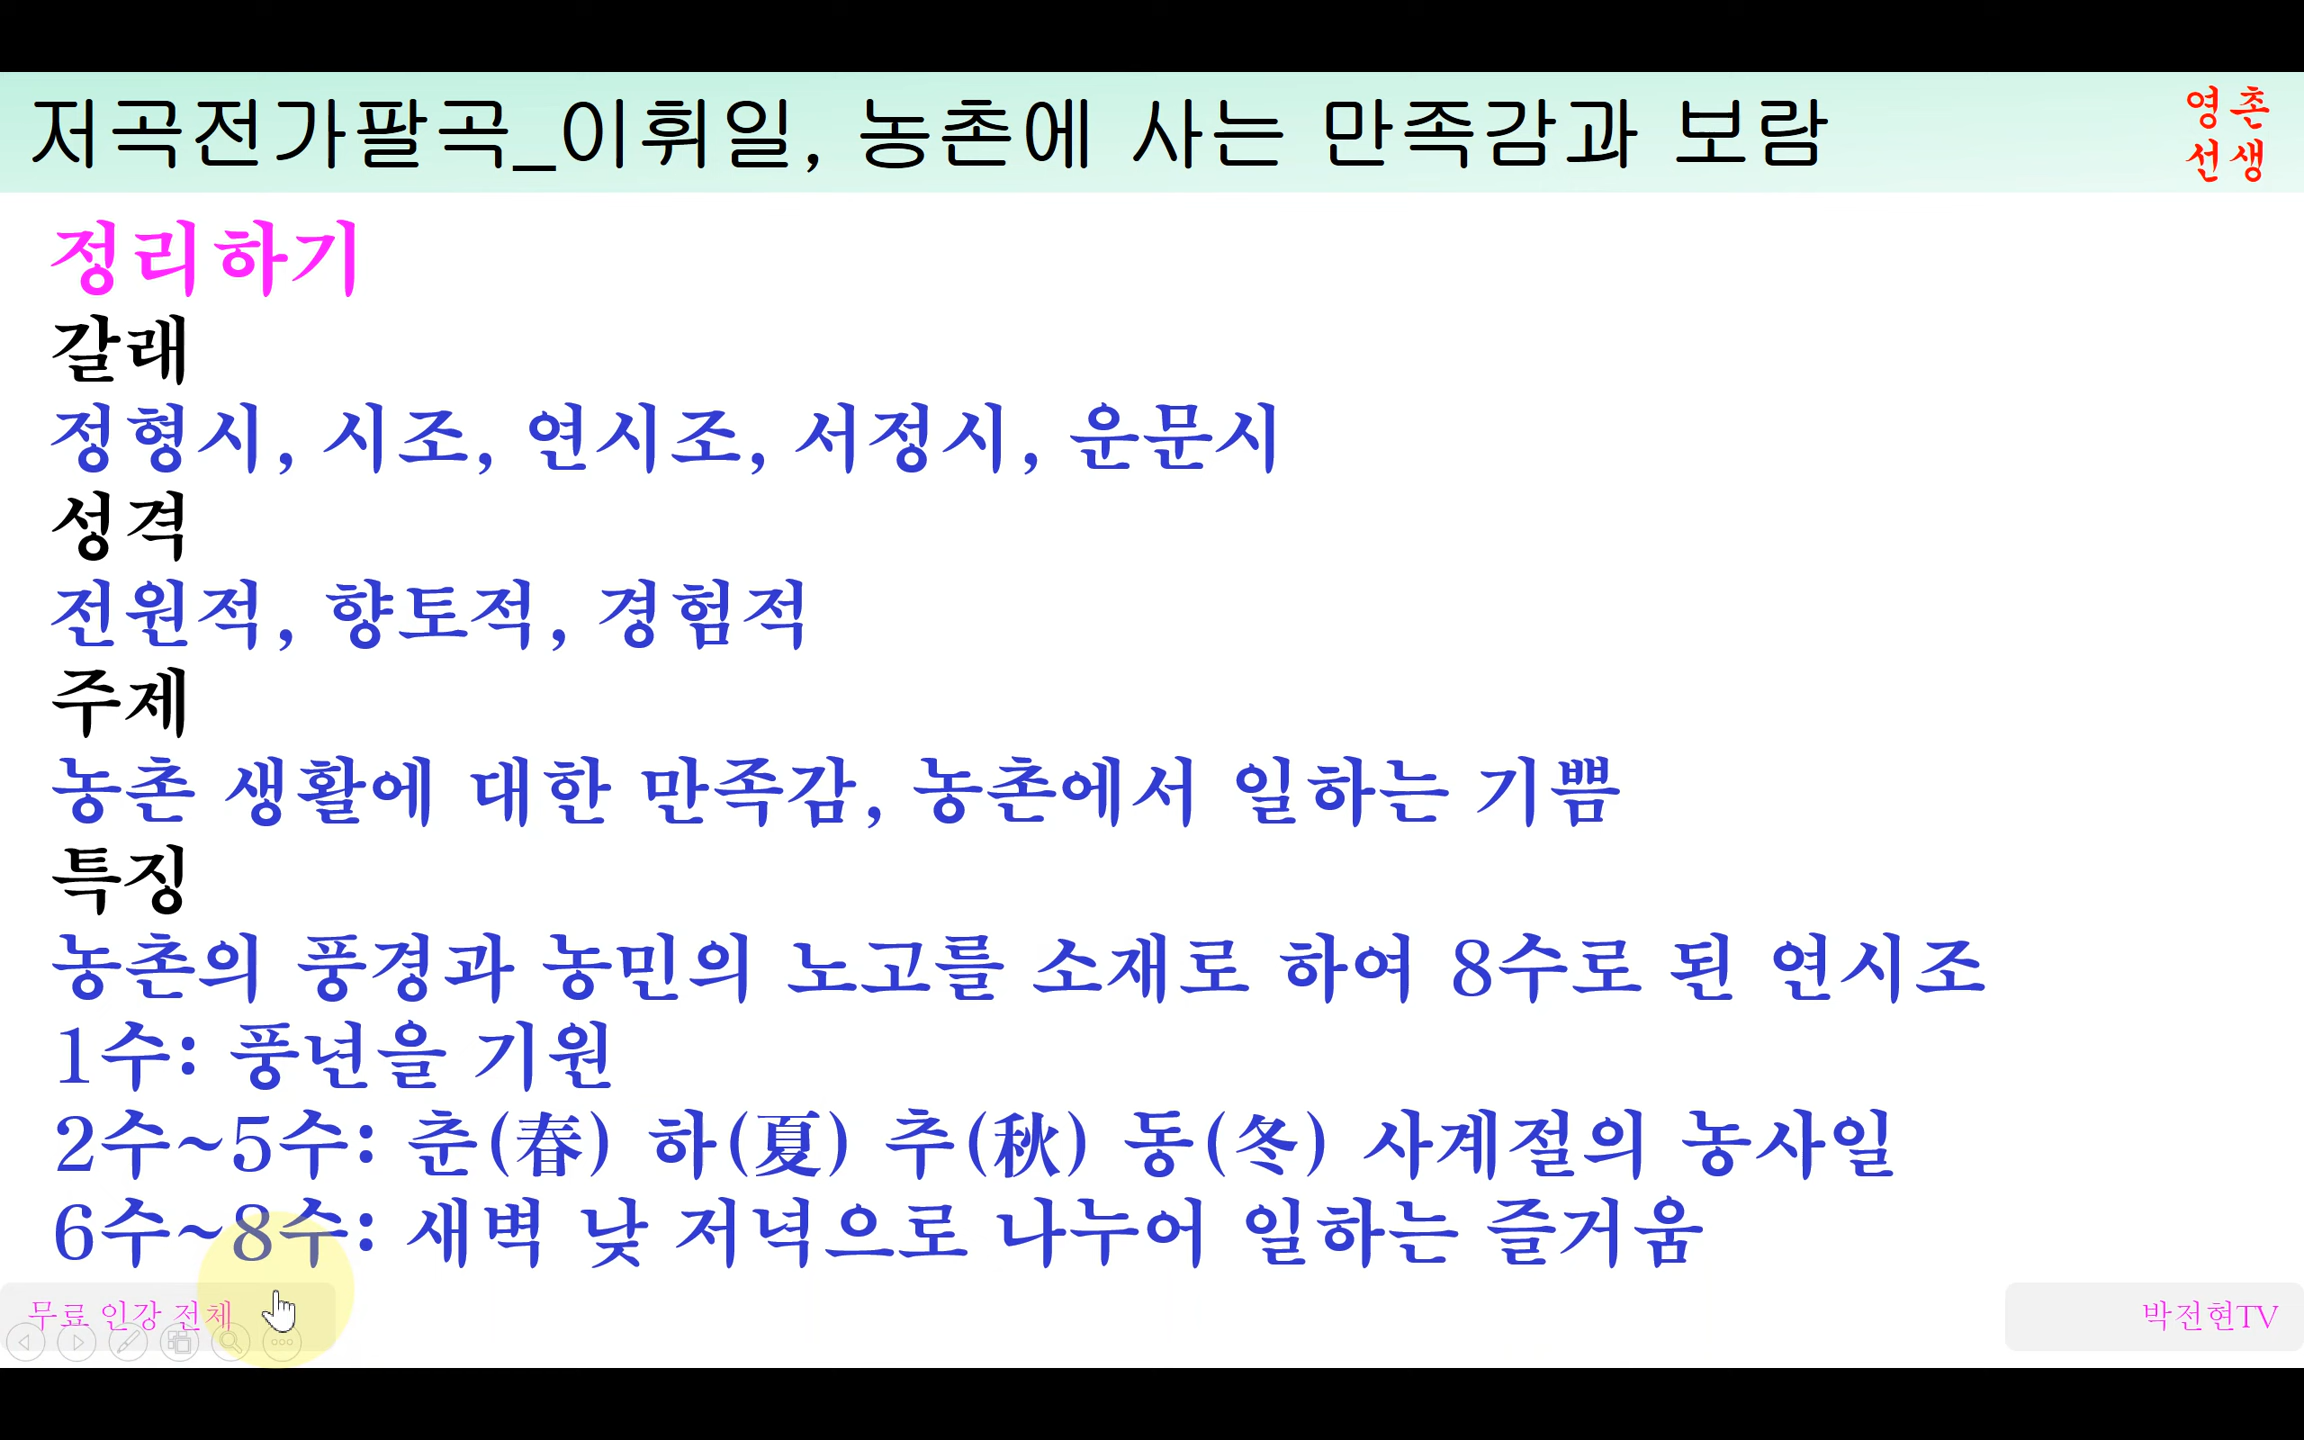 저곡전가팔곡_이휘일, 농촌에 사는 만족감과 보람
영촌
선생
정리하기
갈래
정형시, 시조, 연시조, 서정시, 운문시
성격
전원적, 향토적, 경험적
주제
농촌 생활에 대한 만족감, 농촌에서 일하는 기쁨
특징
농촌의 풍경과 농민의 노고를 소재로 하여 8수로 된 연시조
1수: 풍년을 기원
2수~5수: 춘(春) 하(夏) 추(秋) 동(冬) 사계절의 농사일
6수~8수: 새벽 낮 저녁으로 나누어 일하는 즐거움
무료 인강 전체
박전현TV